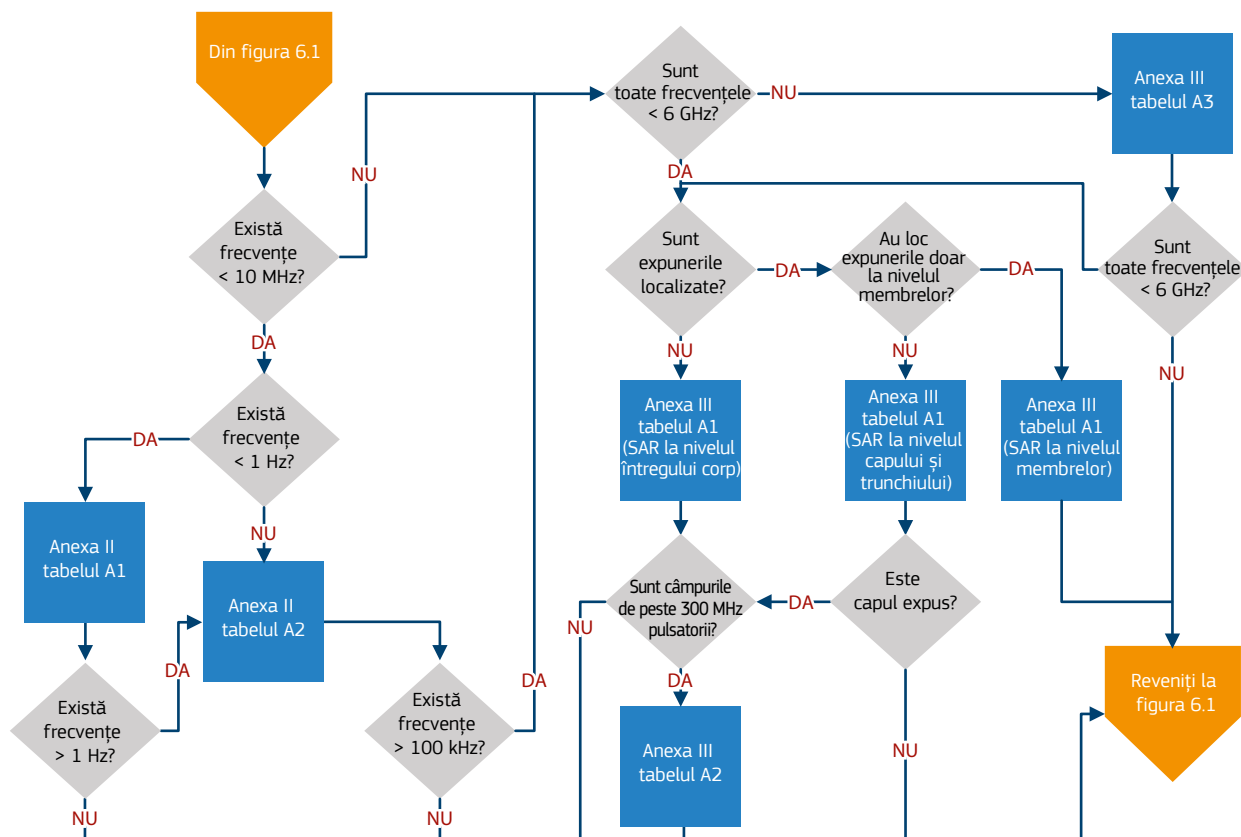 Din figura 6.1
NU
Există
frecvențe
< 10 MHz?
DA
Există
frecvențe
< 1 Hz?
DA
NU
Anexa II
tabelul A1
Anexa II
tabelul A2
Există
frecvențe
> 1 Hz?
DA
NU
Există
frecvențe
> 100 kHz?
DA
NU
Sunt
toate frecvențele
< 6 GHz?
NU
DA
Anexa III
tabelul A3
Sunt
toate frecvențele
< 6 GHz?
NU
Sunt
expunerile
localizate?
DA
NU
Au loc
expunerile doar
la nivelul
membrelor?
DA
NU
Anexa III
tabelul A1
(SAR la nivelul
întregului corp)
Anexa III
tabelul A1
(SAR la nivelul
capului și
trunchiului)
Anexa III
tabelul A1
(SAR la nivelul
membrelor)
Sunt câmpurile
de peste 300 MHz
pulsatorii?
NU
DA
Este
capul expus?
DA
NU
Anexa III
tabelul A2
Reveniți la
figura 6.1